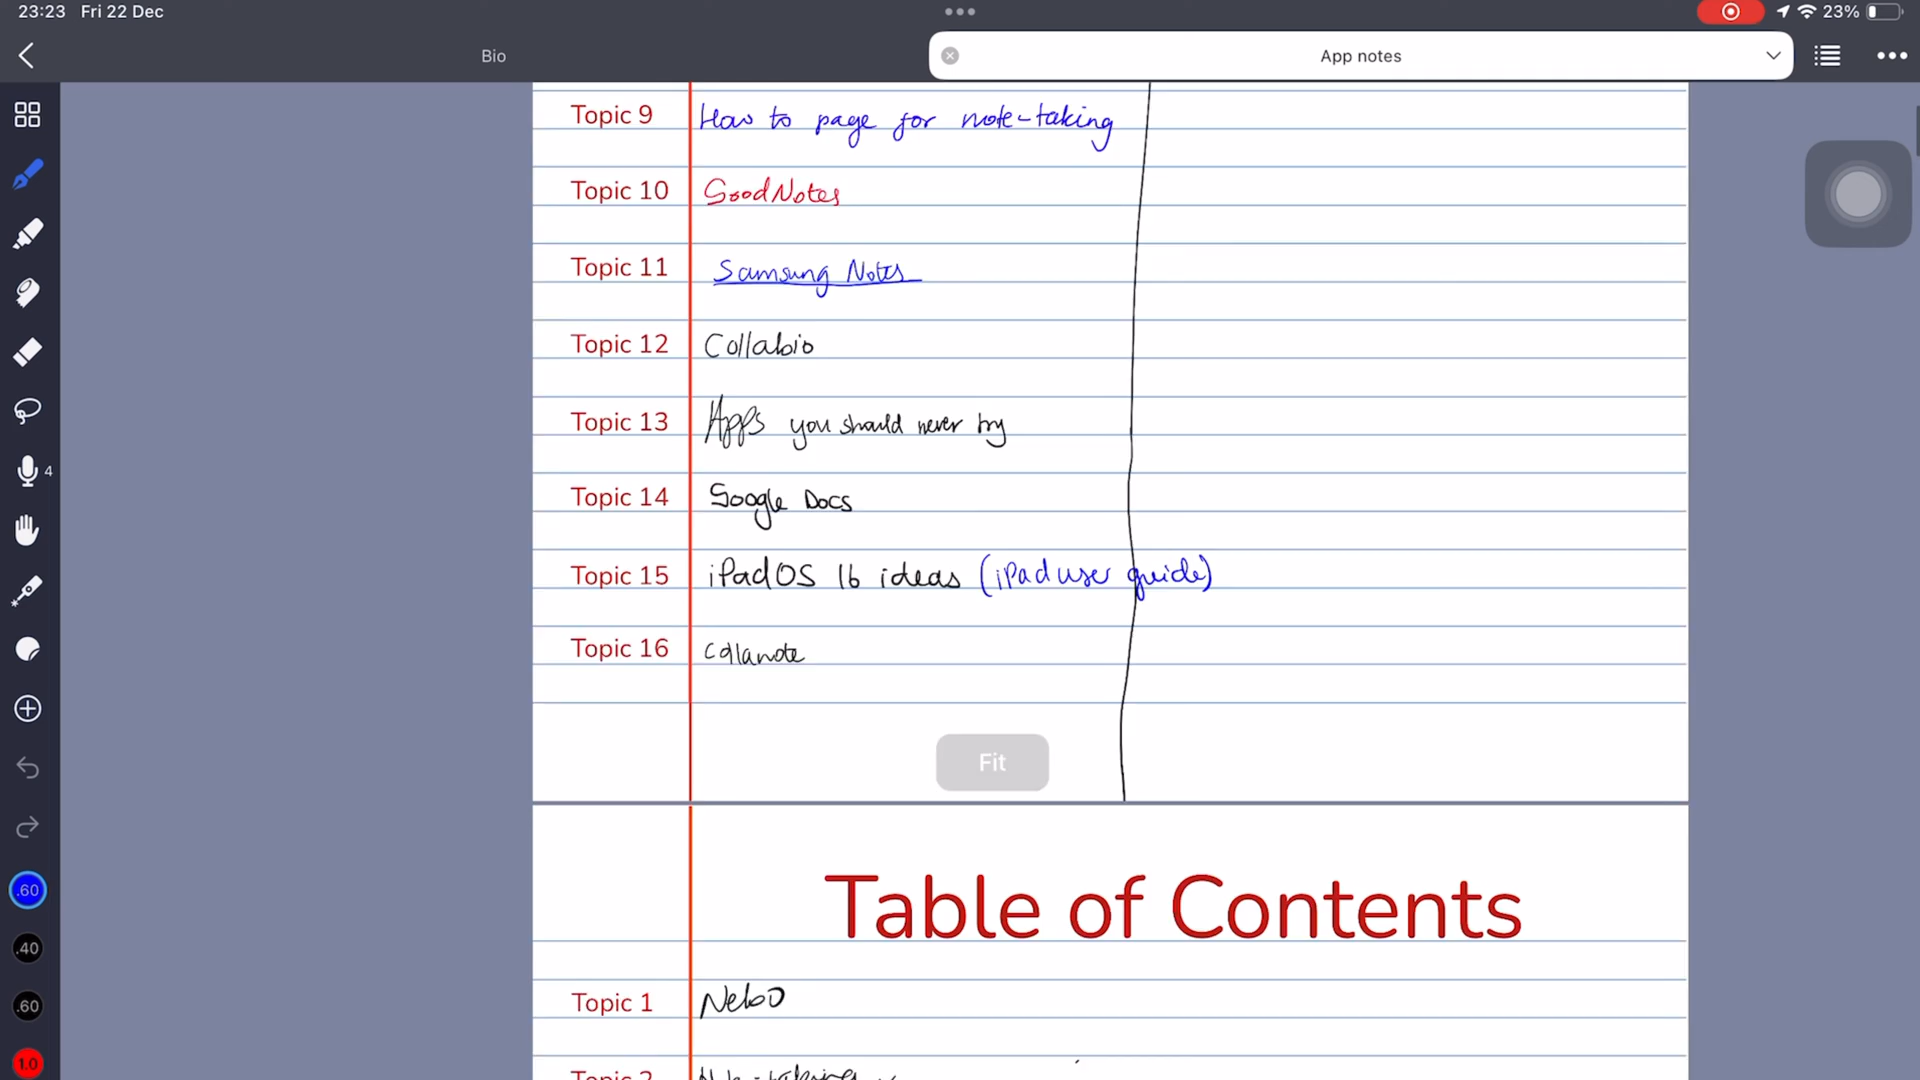 23:23 Fri 22 Dec
23%
Bio
App notes
Topic 9 How to page for note-taking
Topic 10 GoodNotes
Topic 11 Samsung Notes
Topic 12 Collabio
4
Topic 13 Apps you should never try
Topic 14 Google Docs
Topic 15 iPadOS 16 ideas (iPad user guide)
Topic 16 Collanote
Fit
.60
Table of Contents
.40
Topic 1 Nebo
.60
1.0
Topic 2